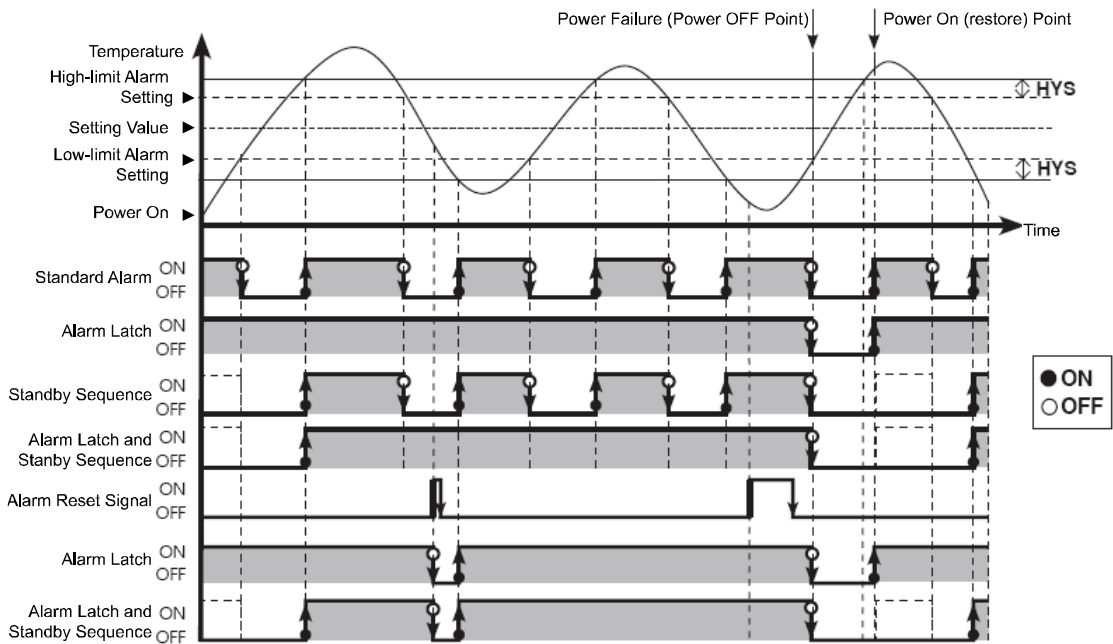 Power Failure (Power OFF Point)
Power On (restore) Point
Temperature
High-limit Alarm
Setting
HYS
Setting Value
Low-limit Alarm
Setting
HYS
Power On
Time
Standard Alarm
ON
OFF
Alarm Latch
ON
OFF
Standby Sequence
ON
OFF
Alarm Latch and
Stanby Sequence
ON
OFF
Alarm Reset Signal
ON
OFF
Alarm Latch
ON
OFF
Alarm Latch and
Standby Sequence
ON
OFF
ON
OFF